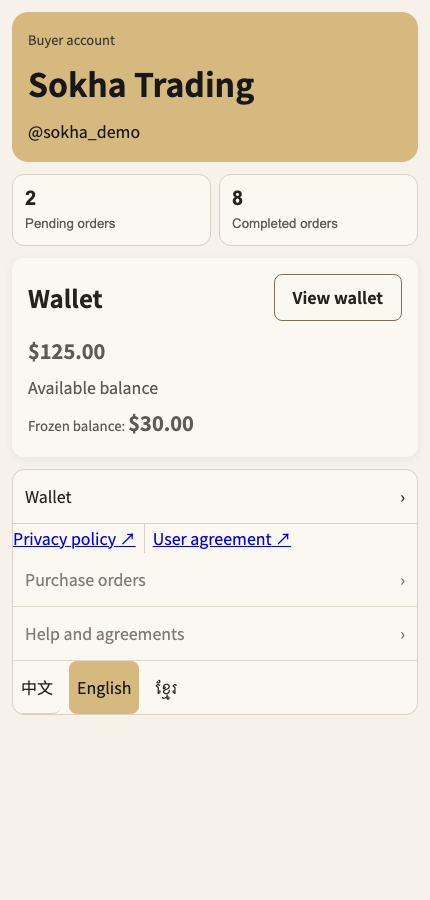 Buyer account
Sokha Trading
@sokha_demo
2
Pending orders
8
Completed orders
Wallet
View wallet
$125.00
Available balance
Frozen balance: $30.00
Wallet ›
Privacy policy ↗
User agreement ↗
Purchase orders ›
Help and agreements ›
中文 English ខ្មែរ